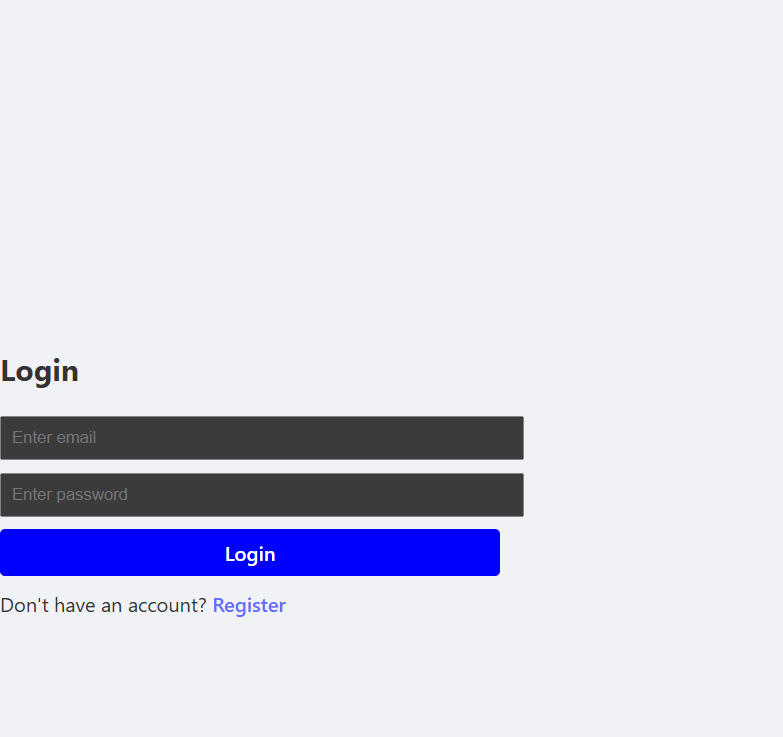 Login
Enter email
Enter password
Login
Don't have an account? Register